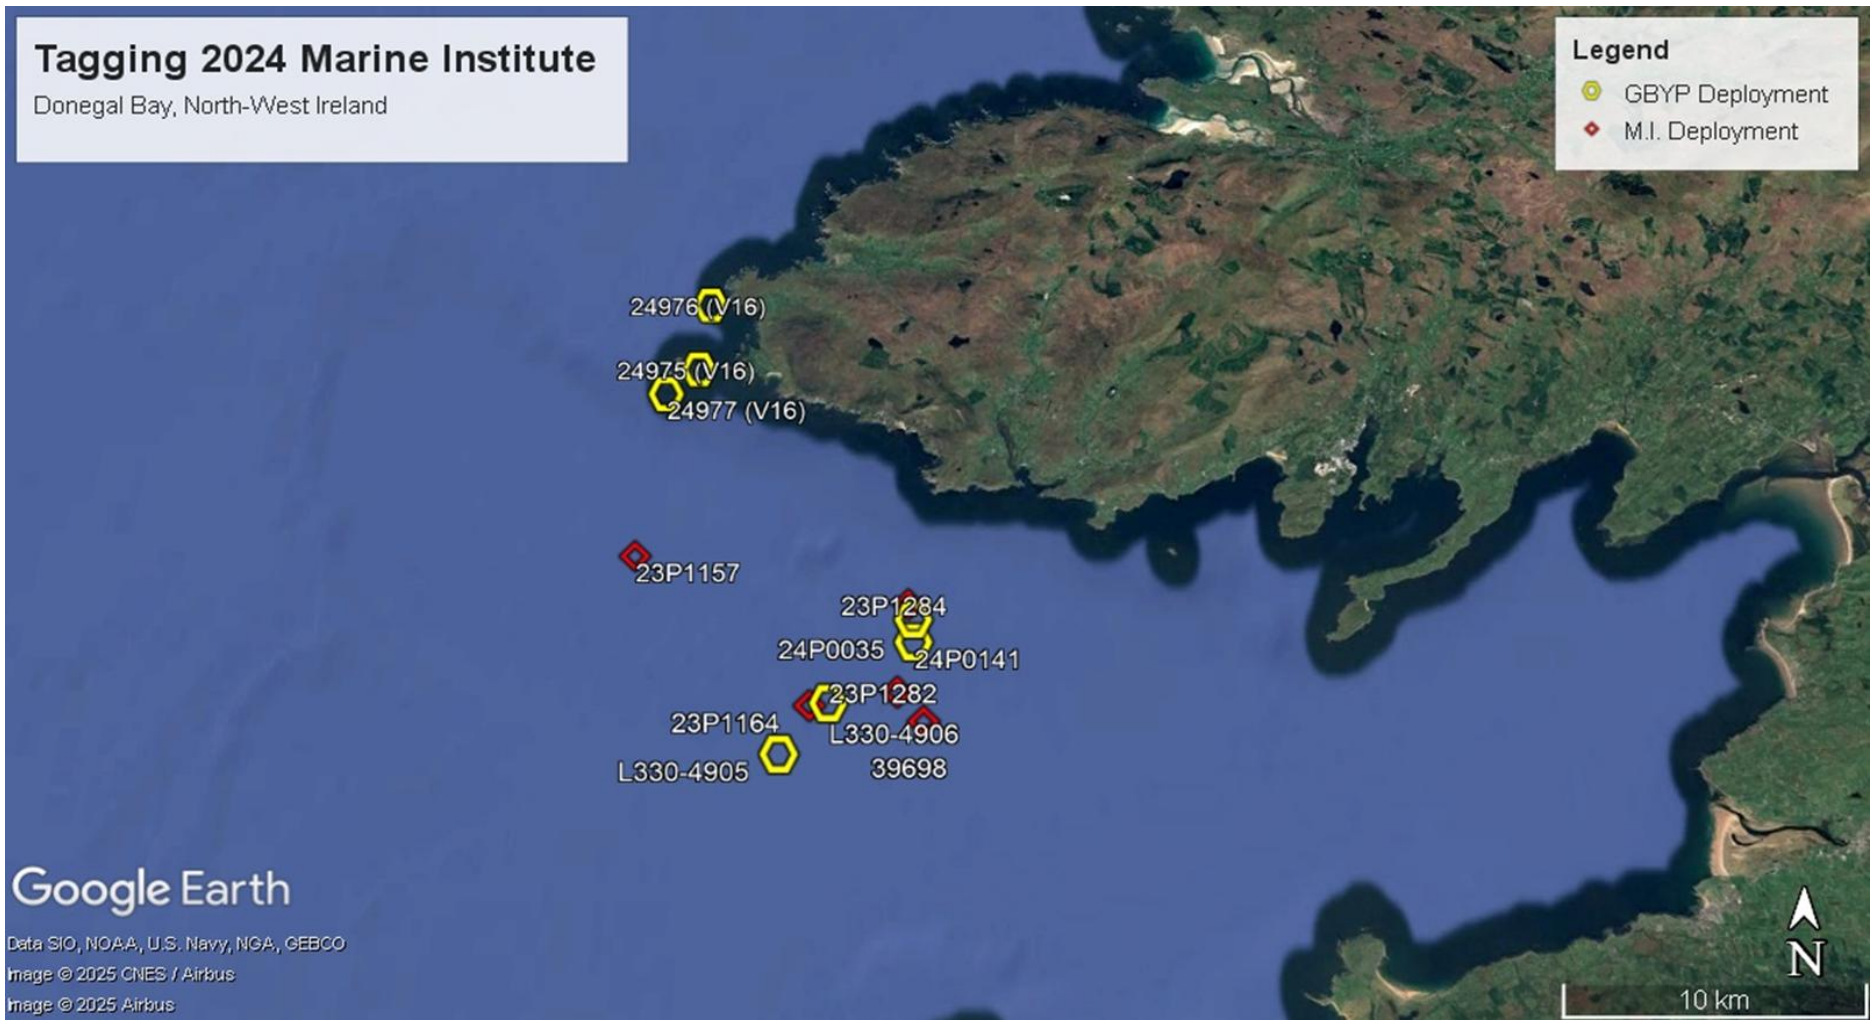 Tagging 2024 Marine Institute
Donegal Bay, North-West Ireland
Legend
GBYP Deployment
M.I. Deployment
24976 (V16)
24975 (V16)
24977 (V16)
23P1157
23P1284
24P0035
24P0141
23P1282
23P1164
L330-4906
L330-4905
39698
Google Earth
Data SIO, NOAA, U.S. Navy, NGA, GEBCO
Image © 2025 CNES / Airbus
Image © 2025 Airbus
N
10 km